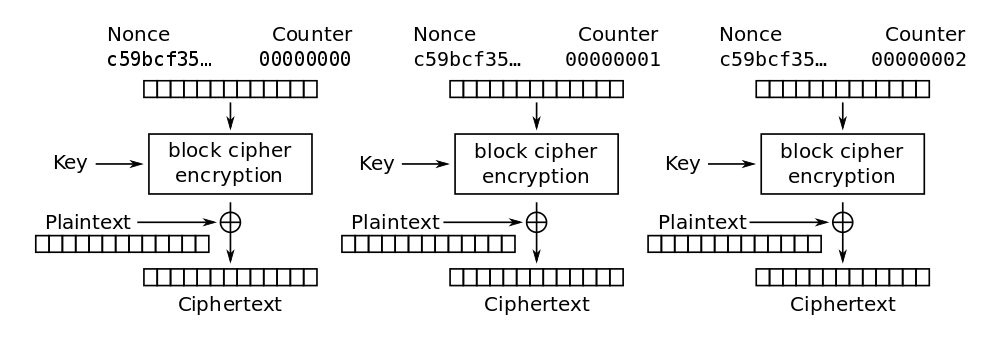 Nonce Counter Nonce Counter Nonce Counter
c59bcf35… 00000000 c59bcf35… 00000001 c59bcf35… 00000002
Key block cipher encryption Key block cipher encryption Key block cipher encryption
Plaintext Plaintext Plaintext
Ciphertext Ciphertext Ciphertext